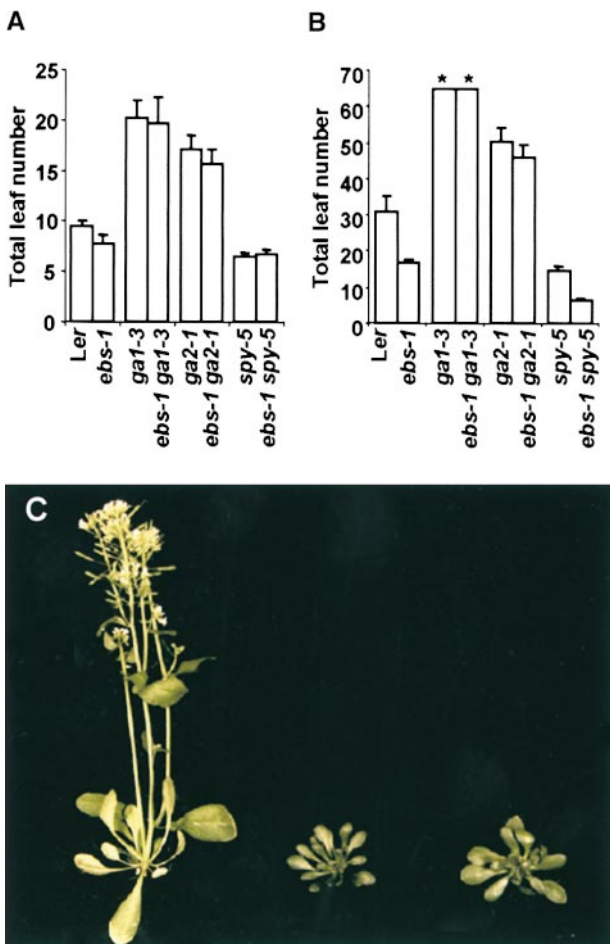 A
Total leaf number
25
20
15
10
5
0
Ler
ebs-1
ga1-3
ebs-1 ga1-3
ga2-1
ebs-1 ga2-1
spy-5
ebs-1 spy-5
B
Total leaf number
70
60
50
40
30
20
10
0
* *
Ler
ebs-1
ga1-3
ebs-1 ga1-3
ga2-1
ebs-1 ga2-1
spy-5
ebs-1 spy-5
C